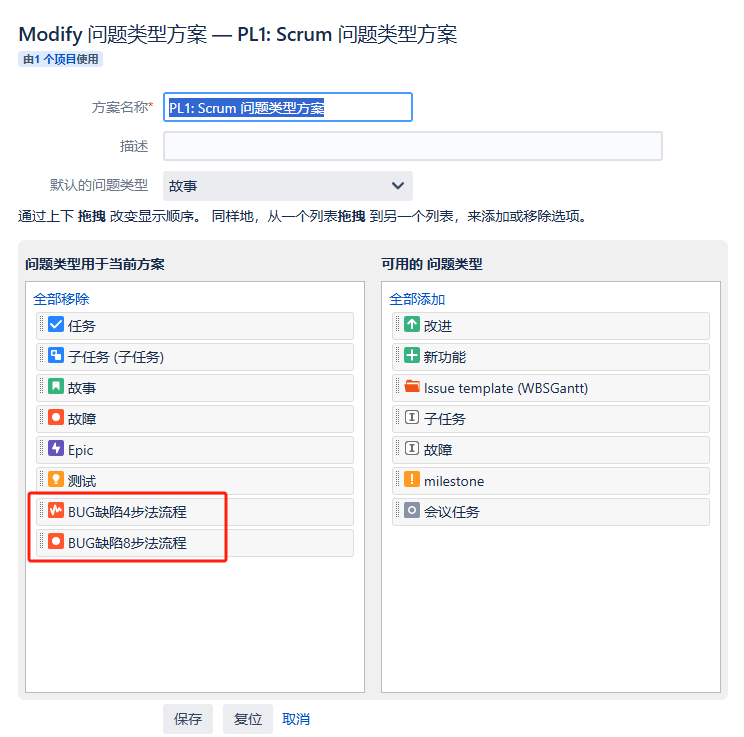 Modify 问题类型方案 — PL1: Scrum 问题类型方案
由1 个项目使用
方案名称*
PL1: Scrum 问题类型方案
描述
默认的问题类型
故事
通过上下 拖拽 改变显示顺序。 同样地，从一个列表拖拽 到另一个列表，来添加或移除选项。
问题类型用于当前方案
全部移除
任务
子任务 (子任务)
故事
故障
Epic
测试
BUG缺陷4步法流程
BUG缺陷8步法流程
可用的 问题类型
全部添加
改进
新功能
Issue template (WBSGantt)
子任务
故障
milestone
会议任务
保存
复位
取消